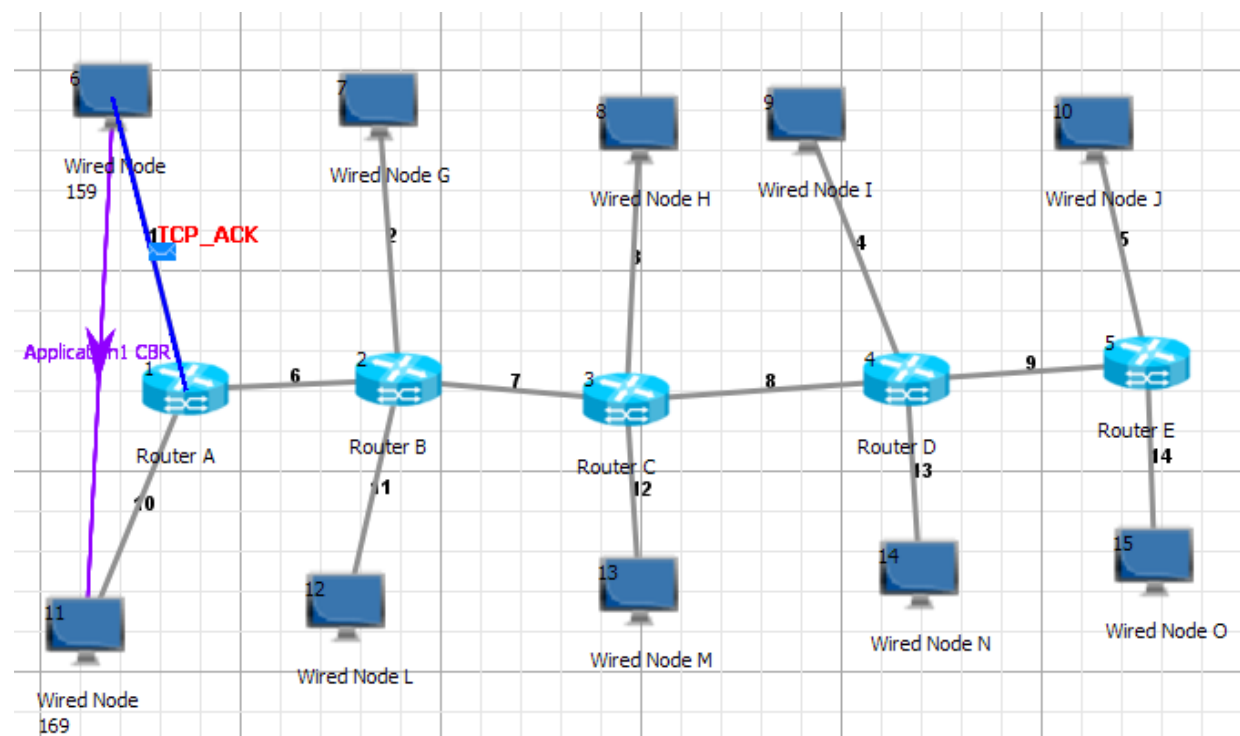 6
7
8
9
10
Wired Node
159
Wired Node G
Wired Node H
Wired Node I
Wired Node J
1
TCP_ACK
2
3
4
5
Application1 CBR
1
2
3
4
5
6
7
8
9
Router A
Router B
Router C
Router D
Router E
10
11
12
13
14
11
12
13
14
15
Wired Node
169
Wired Node L
Wired Node M
Wired Node N
Wired Node O